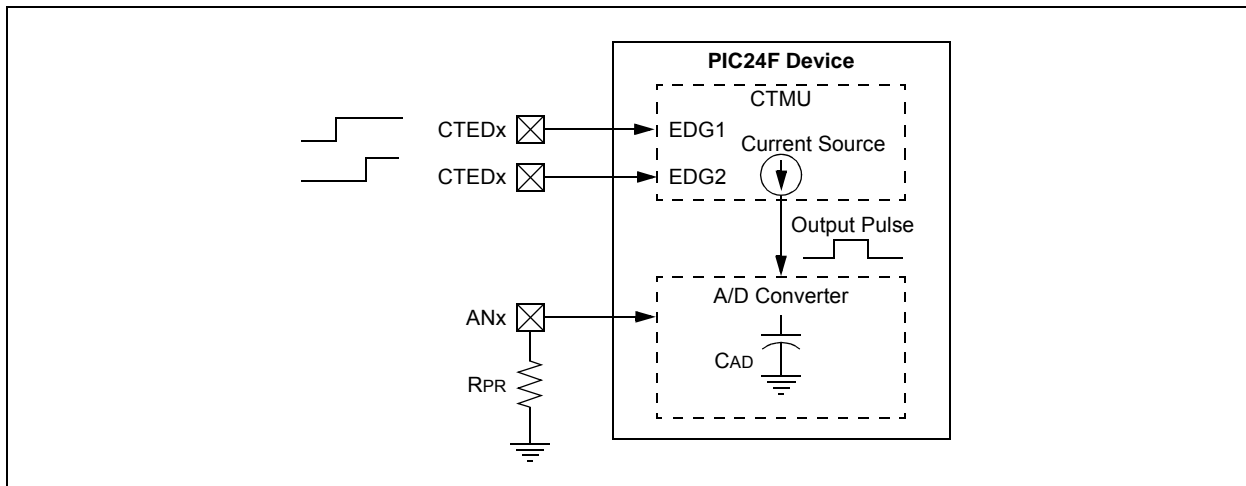 PIC24F Device
CTMU
CTEDx
EDG1
Current Source
CTEDx
EDG2
Output Pulse
A/D Converter
ANx
CAD
RPR